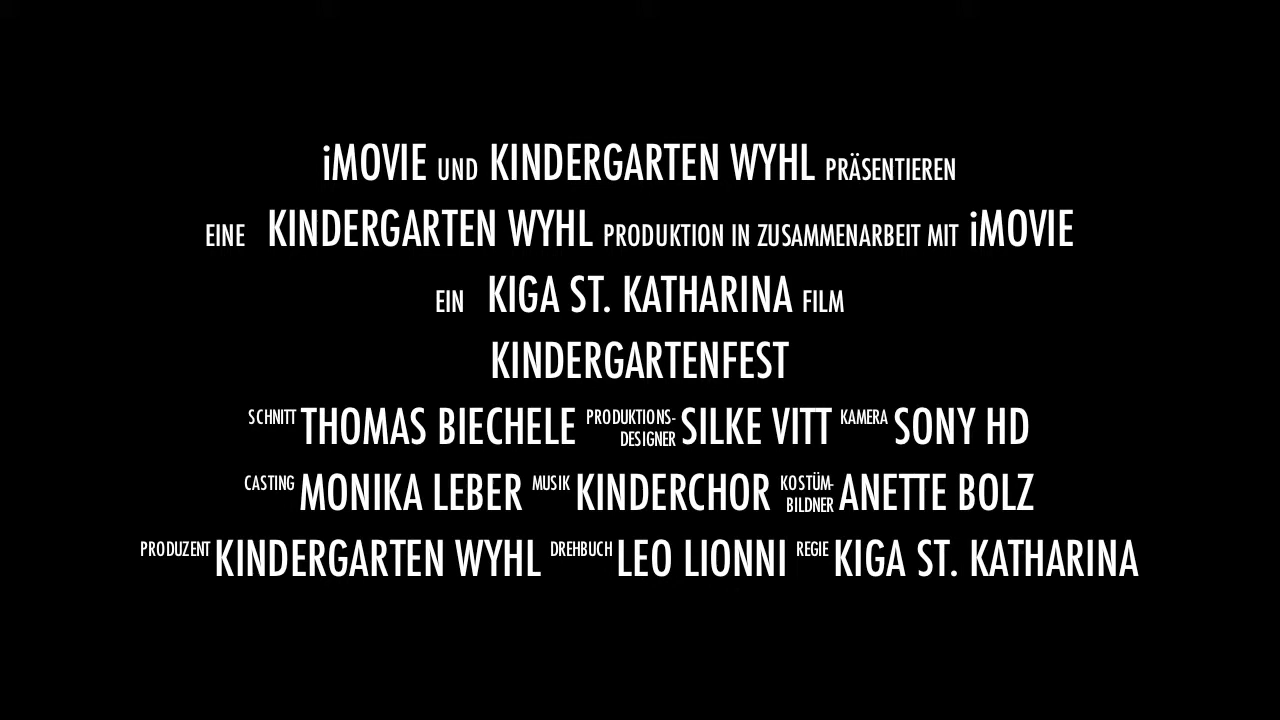 iMOVIE UND KINDERGARTEN WYHL PRÄSENTIEREN
EINE KINDERGARTEN WYHL PRODUKTION IN ZUSAMMENARBEIT MIT iMOVIE
EIN KIGA ST. KATHARINA FILM
KINDERGARTENFEST
SCHNITT THOMAS BIECHELE PRODUKTIONS-DESIGNER SILKE VITT KAMERA SONY HD
CASTING MONIKA LEBER MUSIK KINDERCHOR KOSTÜM-BILDNER ANETTE BOLZ
PRODUZENT KINDERGARTEN WYHL DREHBUCH LEO LIONNI REGIE KIGA ST. KATHARINA